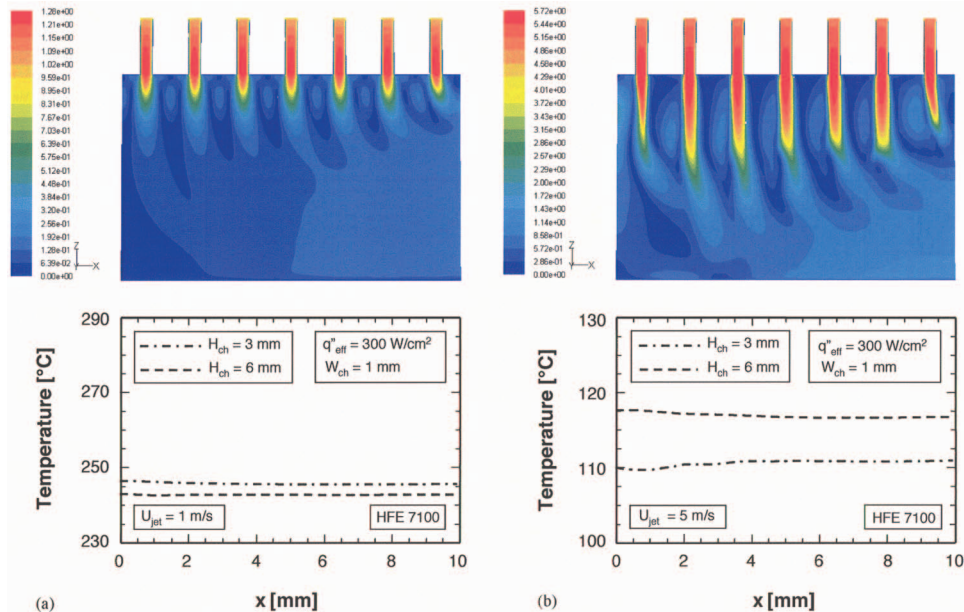 1.28e+00
1.21e+00
1.15e+00
1.09e+00
1.02e+00
9.59e-01
8.95e-01
8.31e-01
7.67e-01
7.03e-01
6.39e-01
5.75e-01
5.12e-01
4.48e-01
3.84e-01
3.20e-01
2.56e-01
1.92e-01
1.28e-01
6.39e-02
0.00e+00
Z
X
5.72e+00
5.44e+00
5.15e+00
4.86e+00
4.58e+00
4.29e+00
4.01e+00
3.72e+00
3.43e+00
3.15e+00
2.86e+00
2.57e+00
2.29e+00
2.00e+00
1.72e+00
1.43e+00
1.14e+00
8.58e-01
5.72e-01
2.86e-01
0.00e+00
Z
X
Temperature [°C]
290
270
250
230
H_ch = 3 mm
H_ch = 6 mm
q"_eff = 300 W/cm²
W_ch = 1 mm
U_jet = 1 m/s
HFE 7100
0 2 4 6 8 10
x [mm]
(a)
Temperature [°C]
130
120
110
100
H_ch = 3 mm
H_ch = 6 mm
q"_eff = 300 W/cm²
W_ch = 1 mm
U_jet = 5 m/s
HFE 7100
0 2 4 6 8 10
x [mm]
(b)